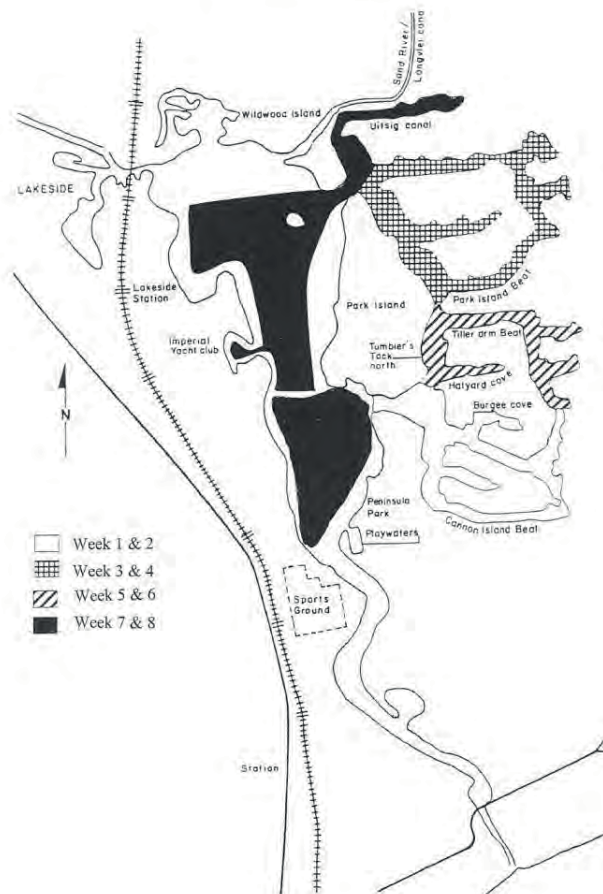 Sand River /
Langvlei canal
Wildwood Island
Uitsig canal
LAKESIDE
Lakeside
Station
Park Island
Park Island Beat
Tiller arm Beat
Imperial
Yacht club
Tumbler's
Tack
north
Halyard cove
Burgee cove
N
Peninsula
Park
Cannon Island Beat
Playwaters
Week 1 & 2
Week 3 & 4
Week 5 & 6
Week 7 & 8
Sports
Ground
Station